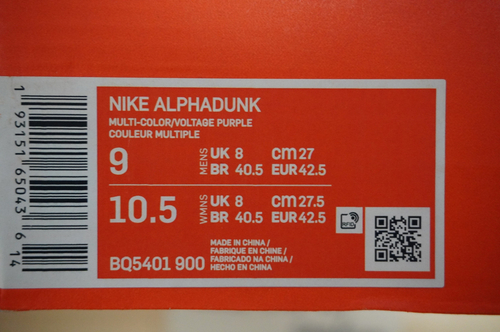 NIKE ALPHADUNK
MULTI-COLOR/VOLTAGE PURPLE
COULEUR MULTIPLE
9 MENS UK 8 cm 27
BR 40.5 EUR 42.5
10.5 WMNS UK 8 cm 27.5
BR 40.5 EUR 42.5
BQ5401 900
MADE IN CHINA /
FABRIQUE EN CHINE /
FABRICADO NA CHINA /
HECHO EN CHINA
1 93151 65043 6 14